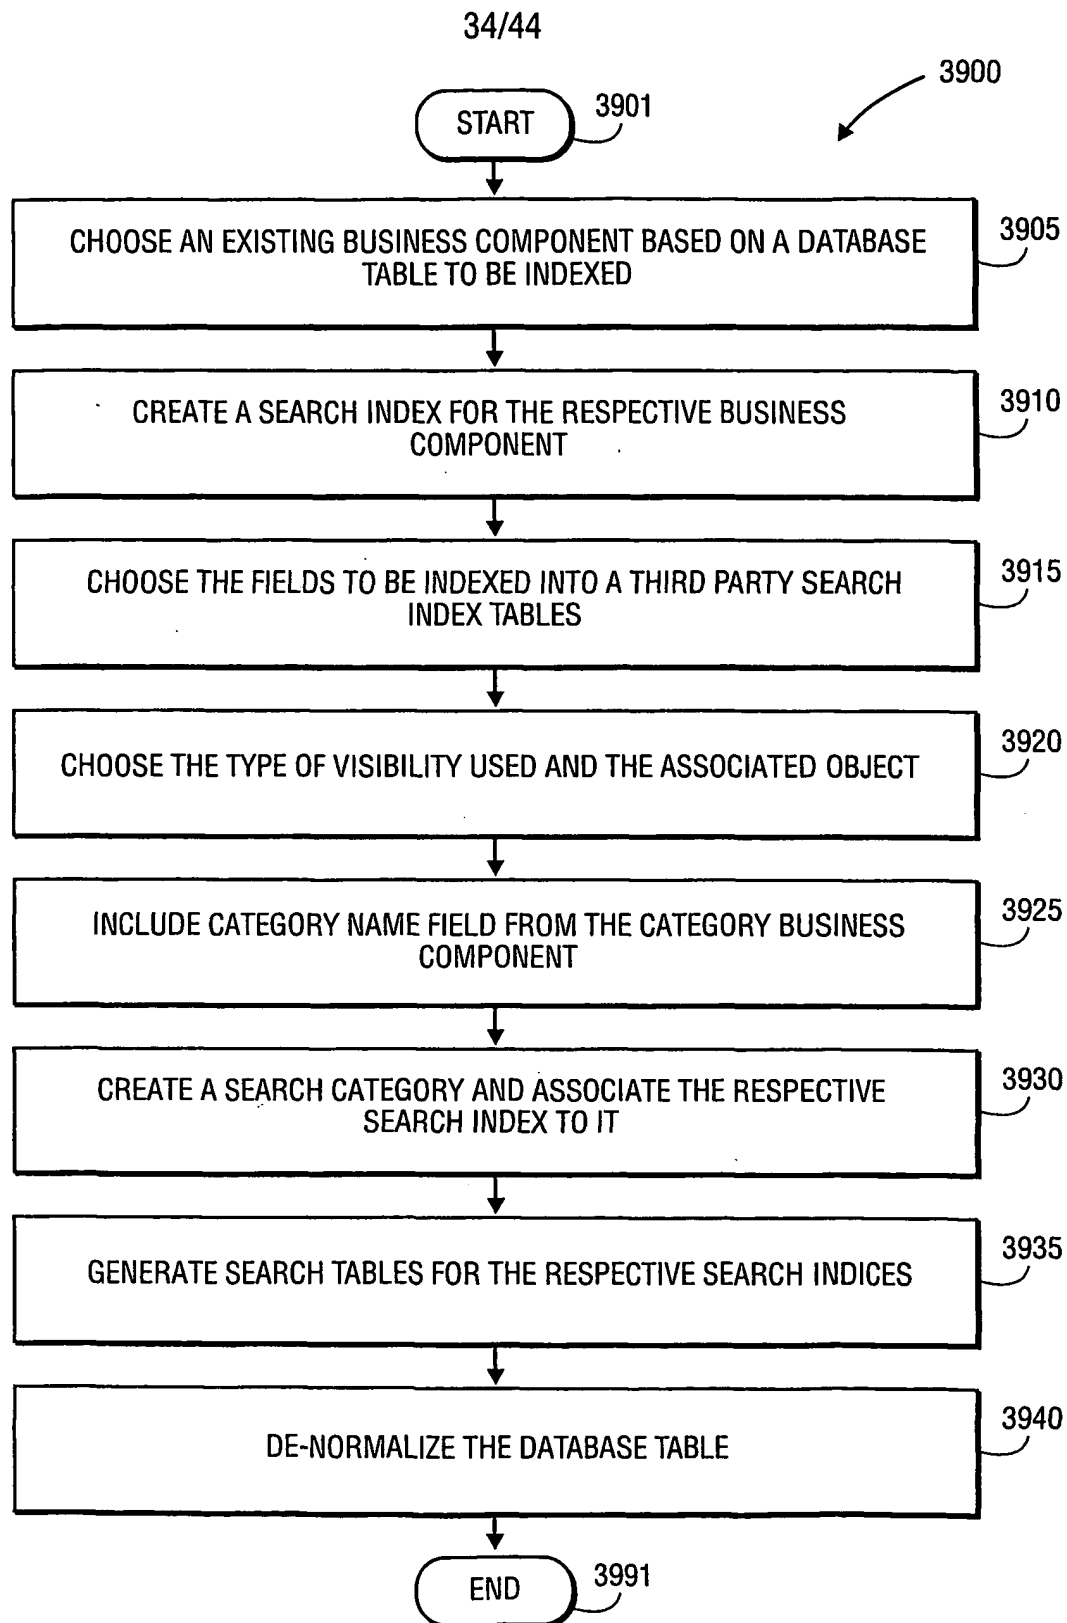 34/44
3900
START
3901
CHOOSE AN EXISTING BUSINESS COMPONENT BASED ON A DATABASE
TABLE TO BE INDEXED
3905
CREATE A SEARCH INDEX FOR THE RESPECTIVE BUSINESS
COMPONENT
3910
CHOOSE THE FIELDS TO BE INDEXED INTO A THIRD PARTY SEARCH
INDEX TABLES
3915
CHOOSE THE TYPE OF VISIBILITY USED AND THE ASSOCIATED OBJECT
3920
INCLUDE CATEGORY NAME FIELD FROM THE CATEGORY BUSINESS
COMPONENT
3925
CREATE A SEARCH CATEGORY AND ASSOCIATE THE RESPECTIVE
SEARCH INDEX TO IT
3930
GENERATE SEARCH TABLES FOR THE RESPECTIVE SEARCH INDICES
3935
DE-NORMALIZE THE DATABASE TABLE
3940
END
3991